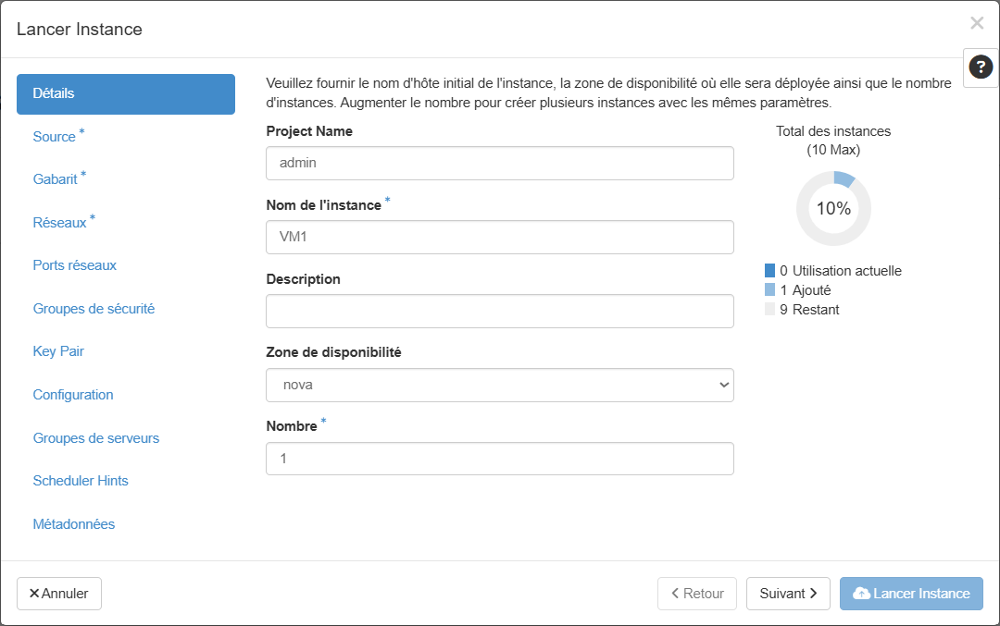 Lancer Instance
×
?
Détails
Source *
Gabarit *
Réseaux *
Ports réseaux
Groupes de sécurité
Key Pair
Configuration
Groupes de serveurs
Scheduler Hints
Métadonnées
Veuillez fournir le nom d'hôte initial de l'instance, la zone de disponibilité où elle sera déployée ainsi que le nombre
d'instances. Augmenter le nombre pour créer plusieurs instances avec les mêmes paramètres.
Project Name
admin
Nom de l'instance *
VM1
Description
Zone de disponibilité
nova
Nombre *
1
Total des instances
(10 Max)
10%
0 Utilisation actuelle
1 Ajouté
9 Restant
× Annuler
< Retour
Suivant >
Lancer Instance